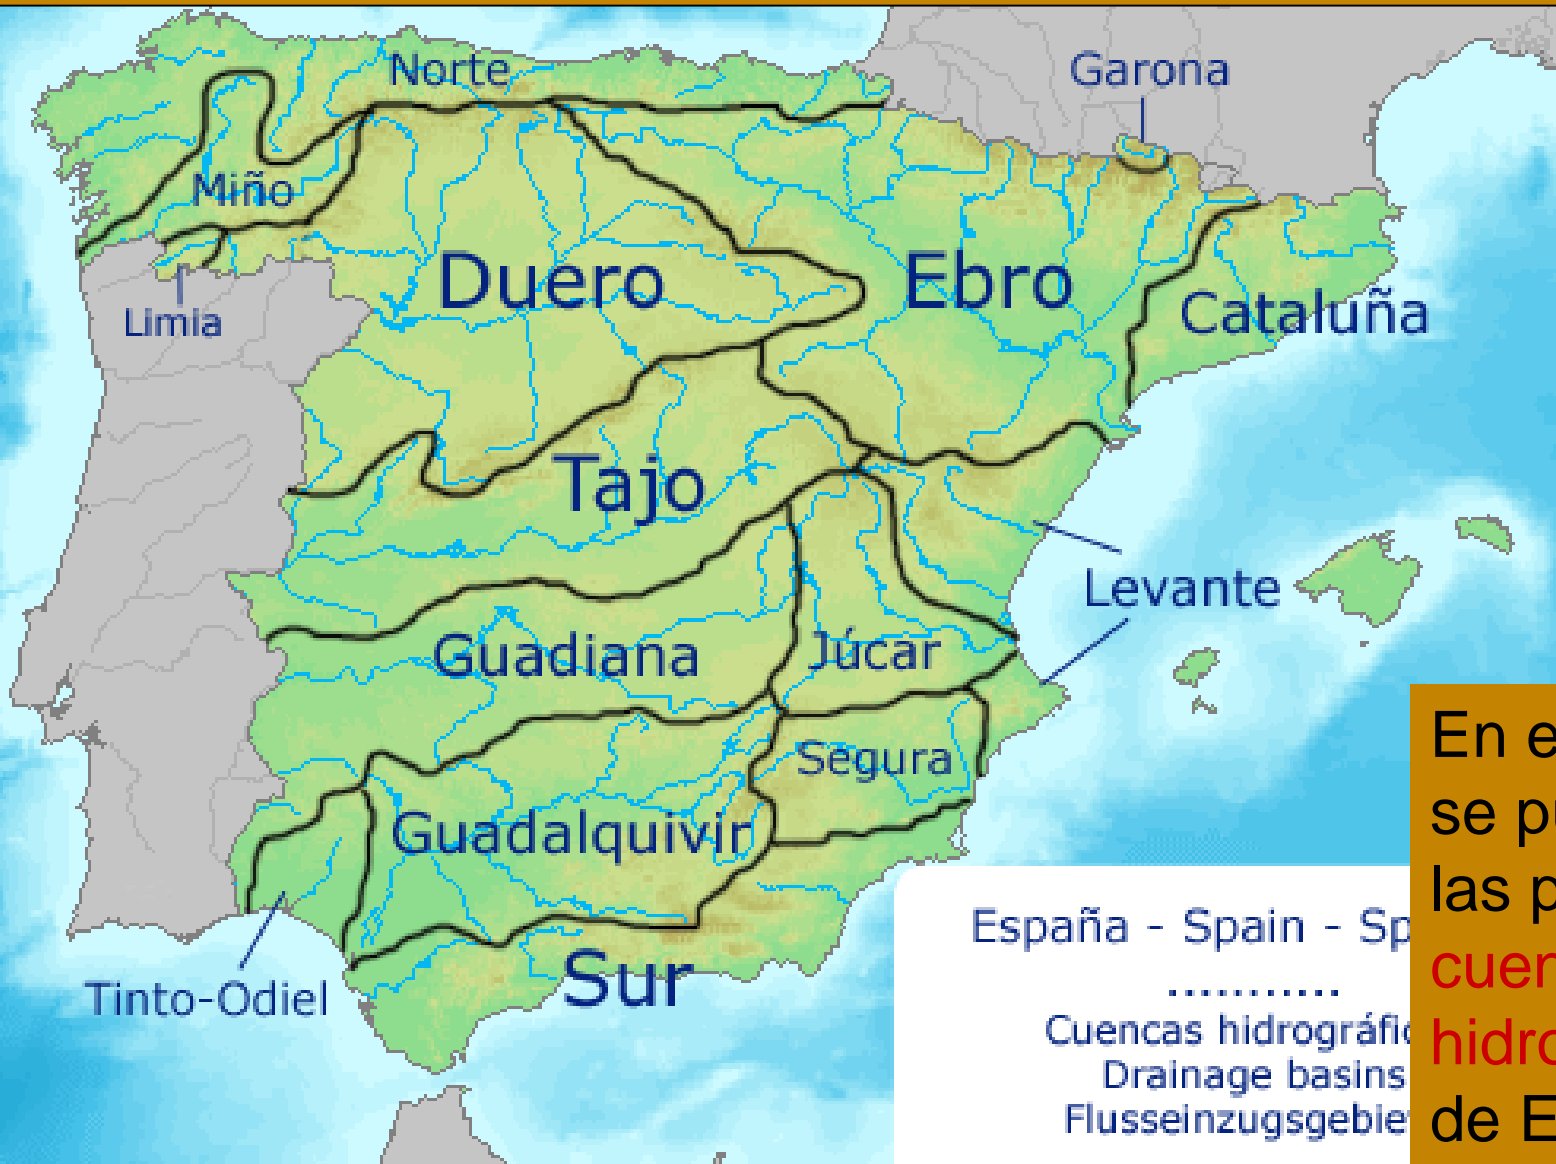 Norte
Garona
Miño
Duero
Ebro
Cataluña
Limia
Tajo
Levante
Guadiana
Júcar
Segura
Guadalquivir
Tinto-Odiel
Sur
España - Spain - Sp
...........
Cuencas hidrográfic
Drainage basins
Flusseinzugsgebie
En e
se p
las p
cuen
hidro
de E